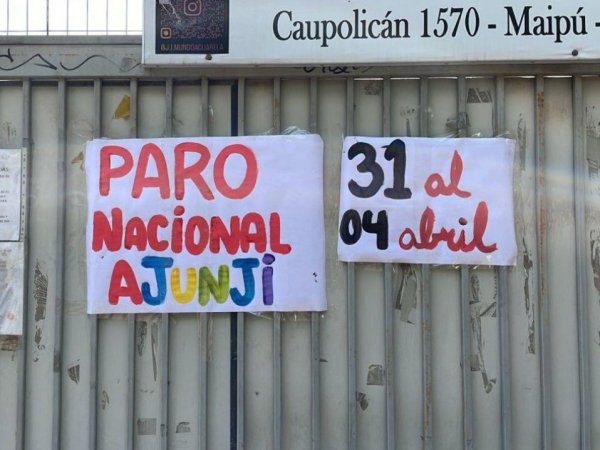 Caupolicán 1570 - Maipú -
PARO
NACIONAL
AJUNJi
31 al
04 abril